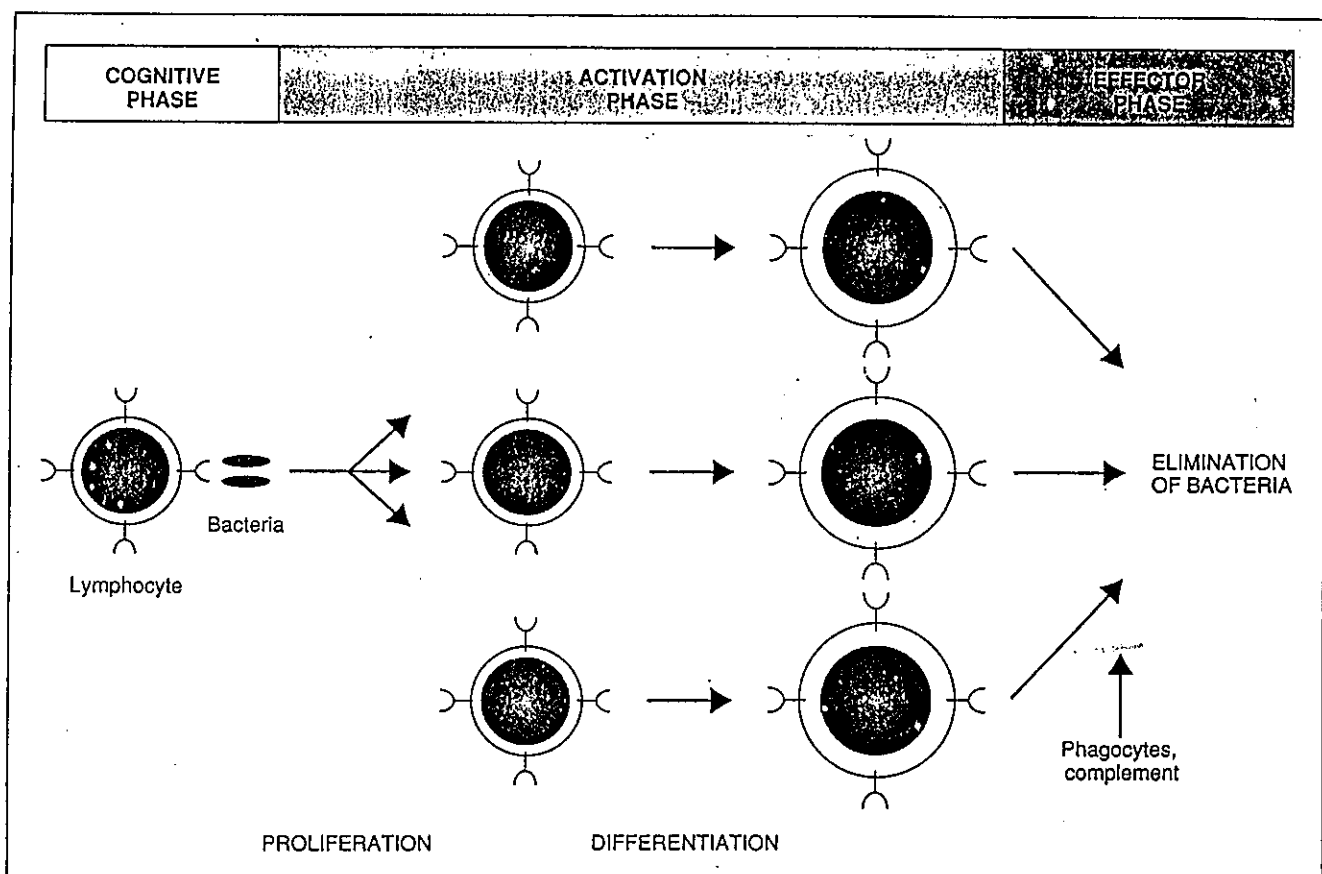 COGNITIVE
PHASE
ACTIVATION
PHASE
EFFECTOR
PHASE
Bacteria
Lymphocyte
ELIMINATION
OF BACTERIA
Phagocytes,
complement
PROLIFERATION
DIFFERENTIATION